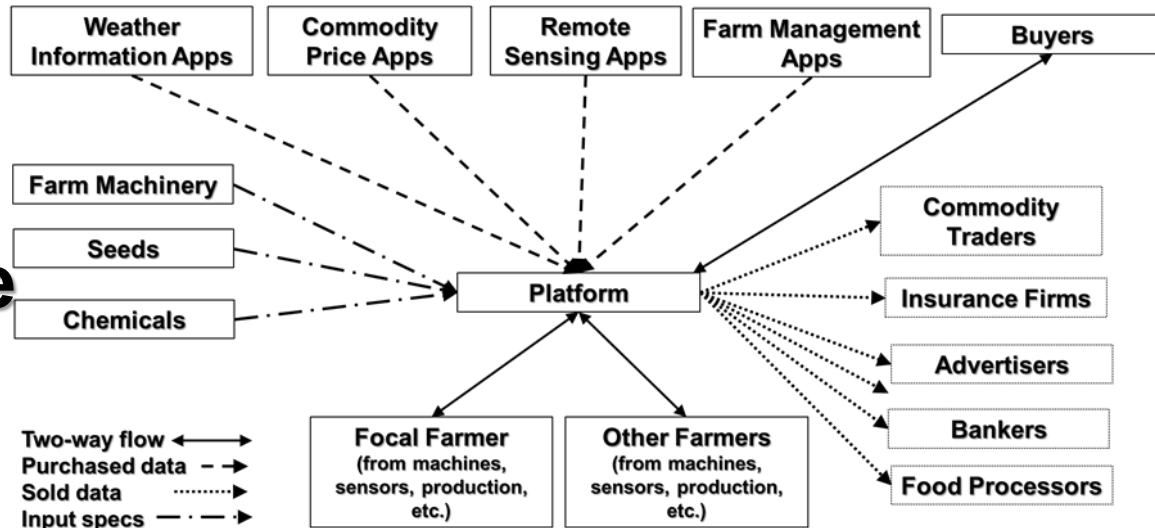 Weather
Information Apps
Commodity
Price Apps
Remote
Sensing Apps
Farm Management
Apps
Buyers
Farm Machinery
Seeds
Chemicals
e
Platform
Commodity
Traders
Insurance Firms
Advertisers
Bankers
Food Processors
Focal Farmer
(from machines,
sensors, production,
etc.)
Other Farmers
(from machines,
sensors, production,
etc.)
Two-way flow
Purchased data
Sold data
Input specs